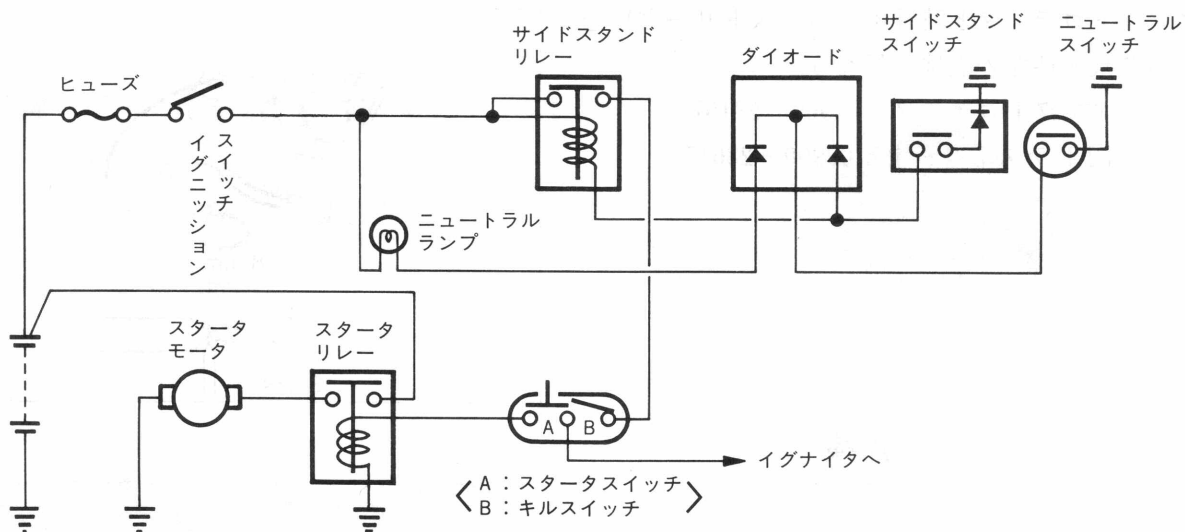 サイドスタンド
リレー
ダイオード
サイドスタンド
スイッチ
ニュートラル
スイッチ
ヒューズ
イグニッション
スイッチ
ニュートラル
ランプ
スタータ
モータ
スタータ
リレー
A B
イグナイタへ
A：スタータスイッチ
B：キルスイッチ